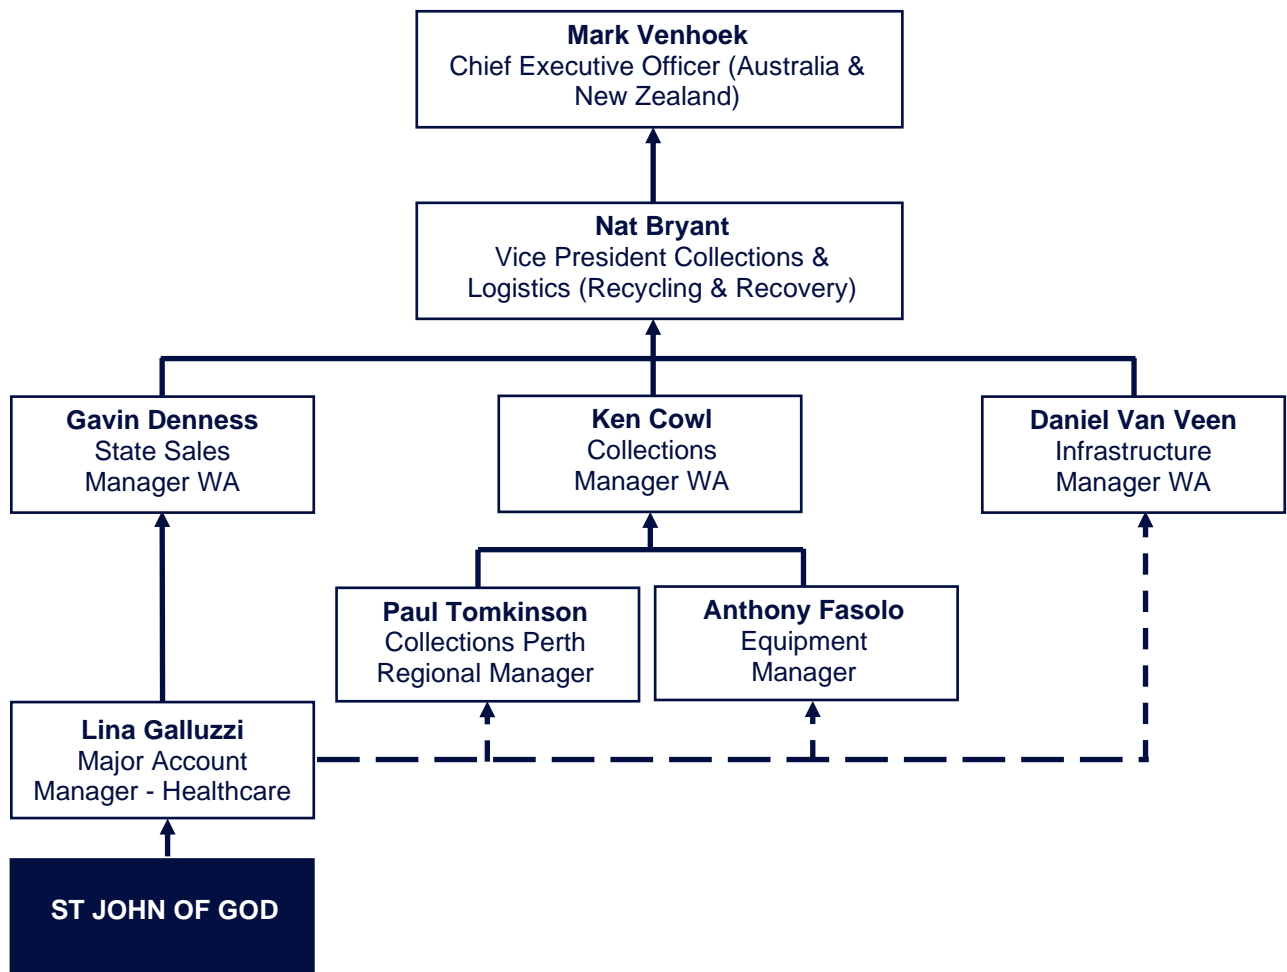 Mark Venhoek
Chief Executive Officer (Australia &
New Zealand)
Nat Bryant
Vice President Collections &
Logistics (Recycling & Recovery)
Gavin Denness
State Sales
Manager WA
Ken Cowl
Collections
Manager WA
Daniel Van Veen
Infrastructure
Manager WA
Paul Tomkinson
Collections Perth
Regional Manager
Anthony Fasolo
Equipment
Manager
Lina Galluzzi
Major Account
Manager - Healthcare
ST JOHN OF GOD